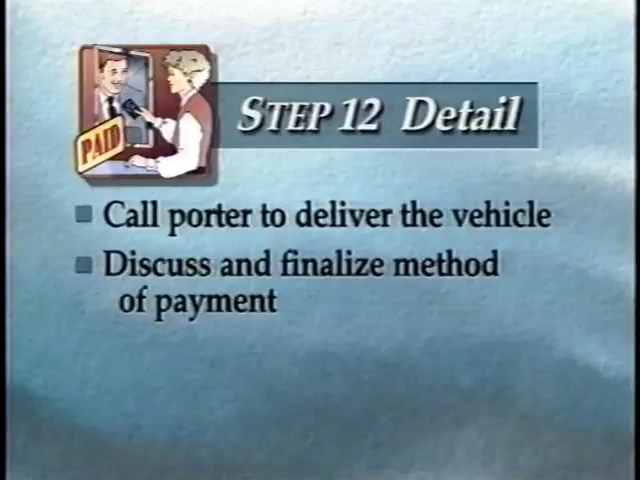 STEP 12 Detail
PAID
Call porter to deliver the vehicle
Discuss and finalize method
of payment